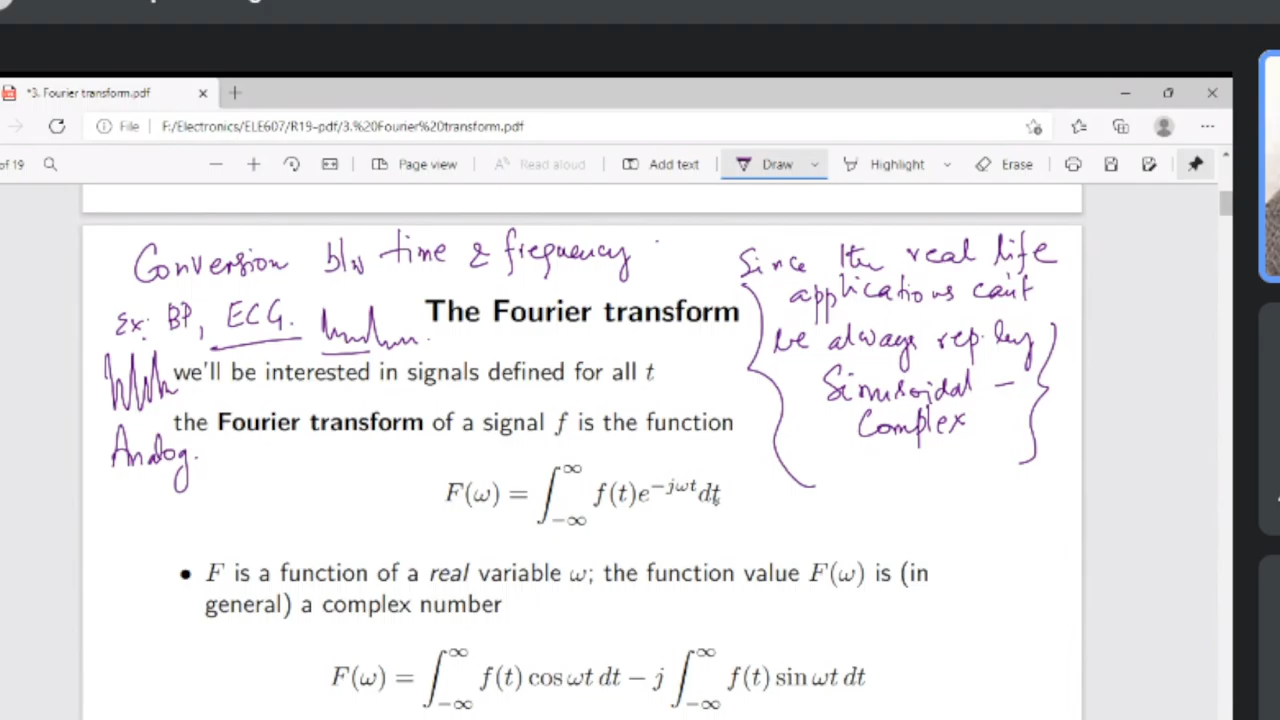 *3. Fourier transform.pdf
File F:/Electronics/ELE607/R19-pdf/3.%20Fourier%20transform.pdf
of 19 Page view Read aloud Add text Draw Highlight Erase
Conversion b/w time & frequency
Ex: BP, ECG.
Since the real life
applications can't
be always rep. by
Sinusoidal –
Complex
The Fourier transform
we'll be interested in signals defined for all t
the Fourier transform of a signal f is the function
Analog.
F(ω) = ∫_{−∞}^{∞} f(t)e^{−jωt}dt
• F is a function of a real variable ω; the function value F(ω) is (in
general) a complex number
F(ω) = ∫_{−∞}^{∞} f(t) cos ωt dt − j ∫_{−∞}^{∞} f(t) sin ωt dt